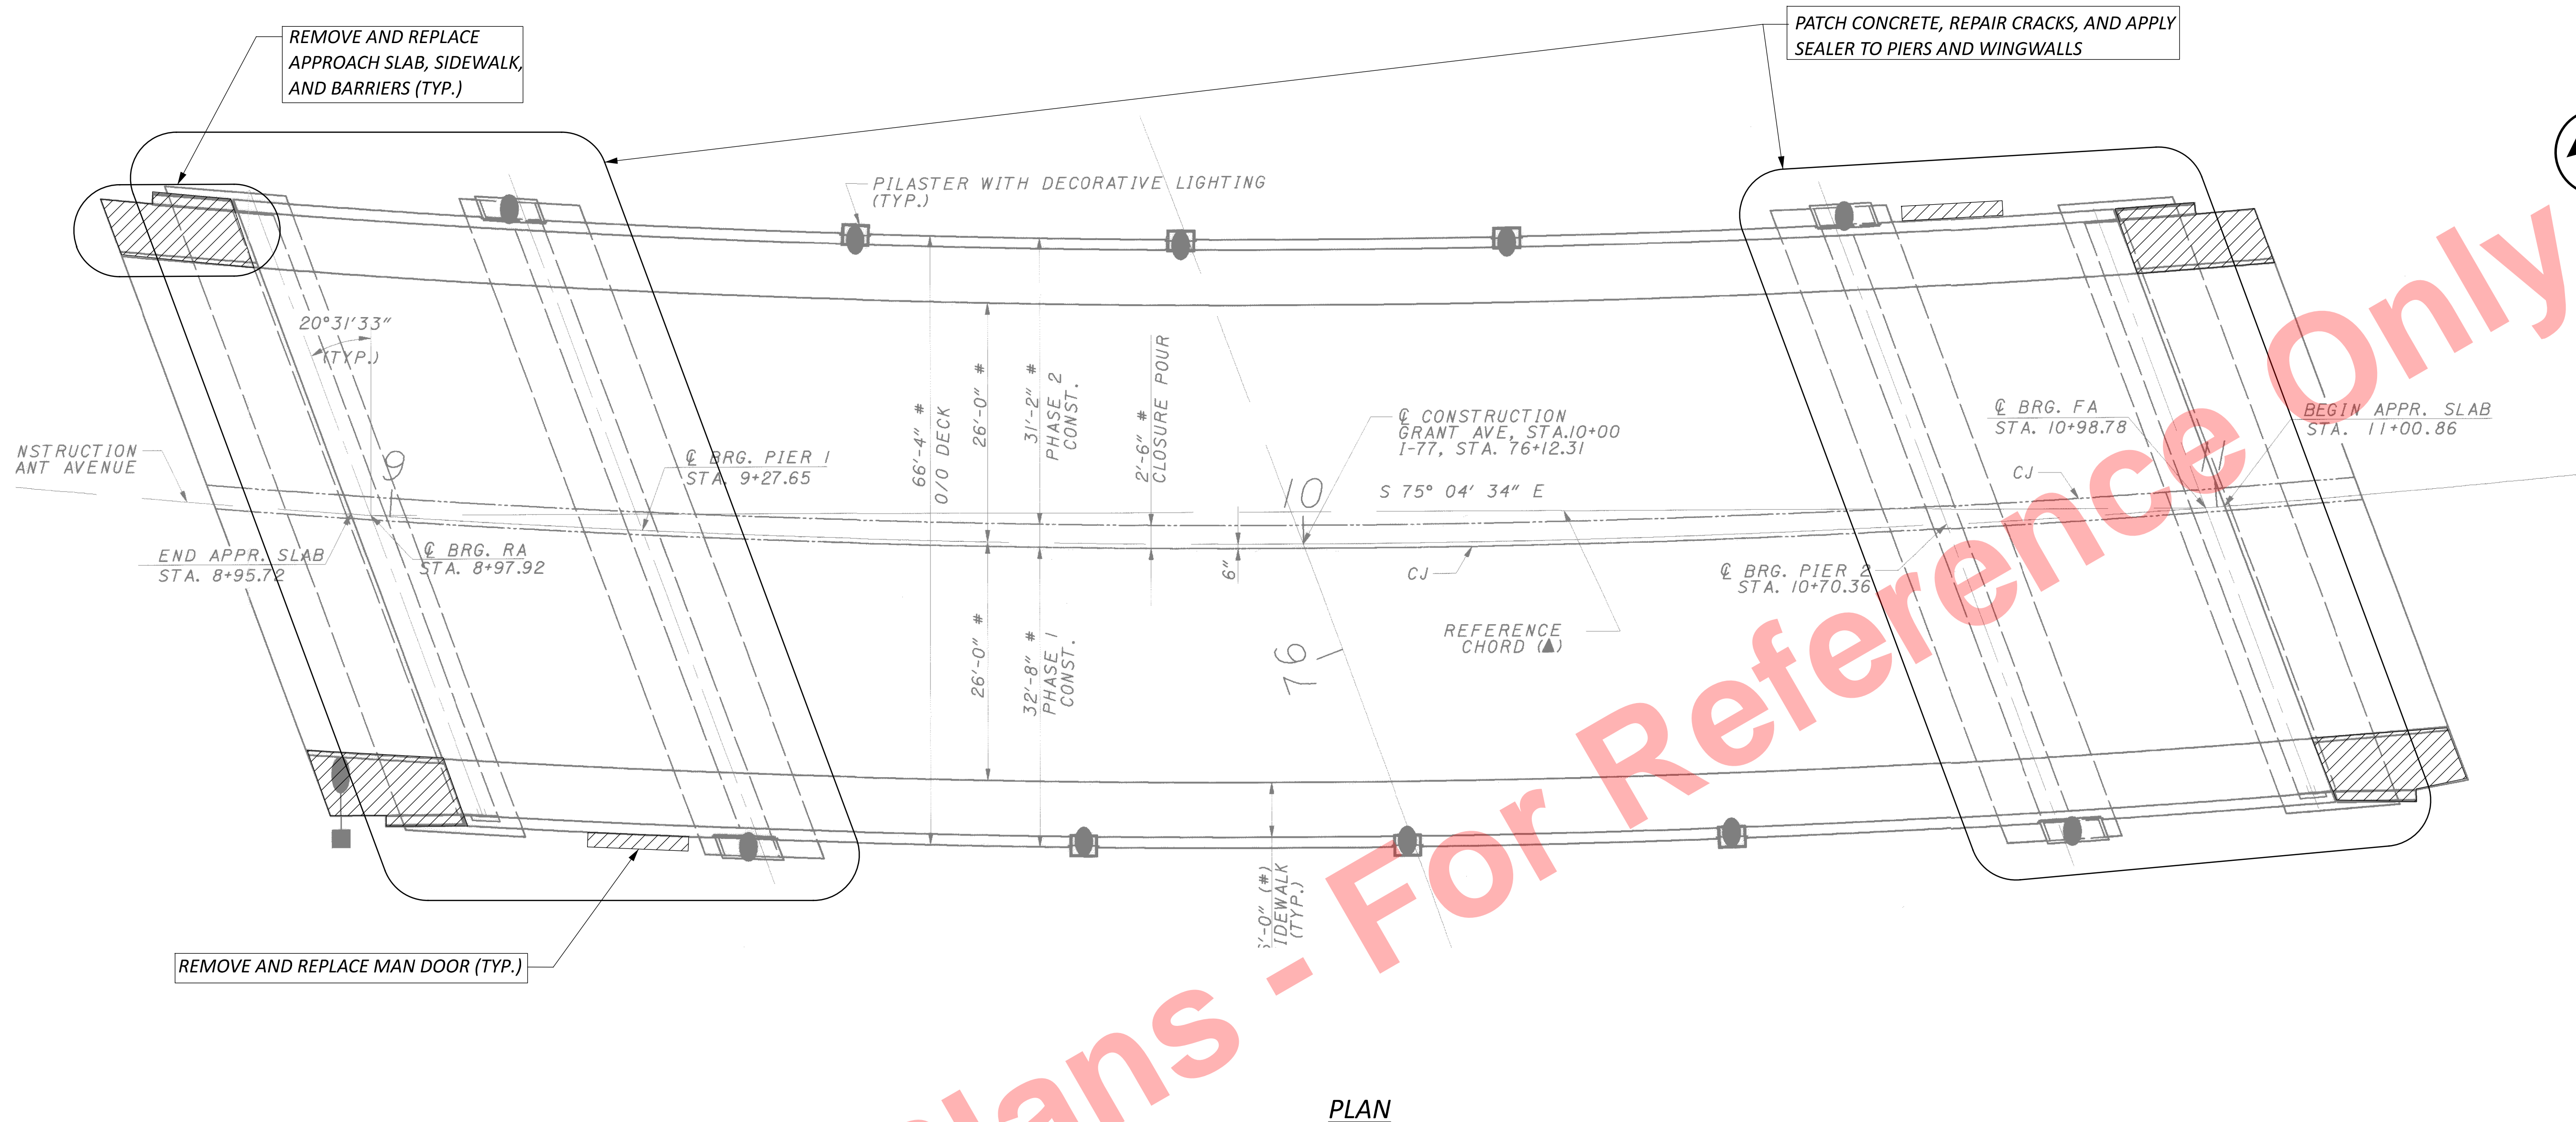 REMOVE AND REPLACE
APPROACH SLAB, SIDEWALK,
AND BARRIERS (TYP.)
PATCH CONCRETE, REPAIR CRACKS, AND APPLY
SEALER TO PIERS AND WINGWALLS
PILASTER WITH DECORATIVE LIGHTING
(TYP.)
20°31'33"
(TYP.)
NSTRUCTION
ANT AVENUE
9
END APPR. SLAB
STA. 8+95.72
℄ BRG. RA
STA. 8+97.92
℄ BRG. PIER 1
STA. 9+27.65
66'-4" #
O/O DECK
26'-0" #
31'-2" #
PHASE 2
CONST.
2'-6" #
CLOSURE POUR
26'-0" #
32'-8" #
PHASE 1
CONST.
6"
10
℄ CONSTRUCTION
GRANT AVE, STA.10+00
I-77, STA. 76+12.31
S 75° 04' 34" E
CJ
REFERENCE
CHORD (▲)
76
℄ BRG. PIER 2
STA. 10+70.36
℄ BRG. FA
STA. 10+98.78
CJ
11
BEGIN APPR. SLAB
STA. 11+00.86
'-0" (#)
IDEWALK
(TYP.)
REMOVE AND REPLACE MAN DOOR (TYP.)
lans - For Reference Only
PLAN